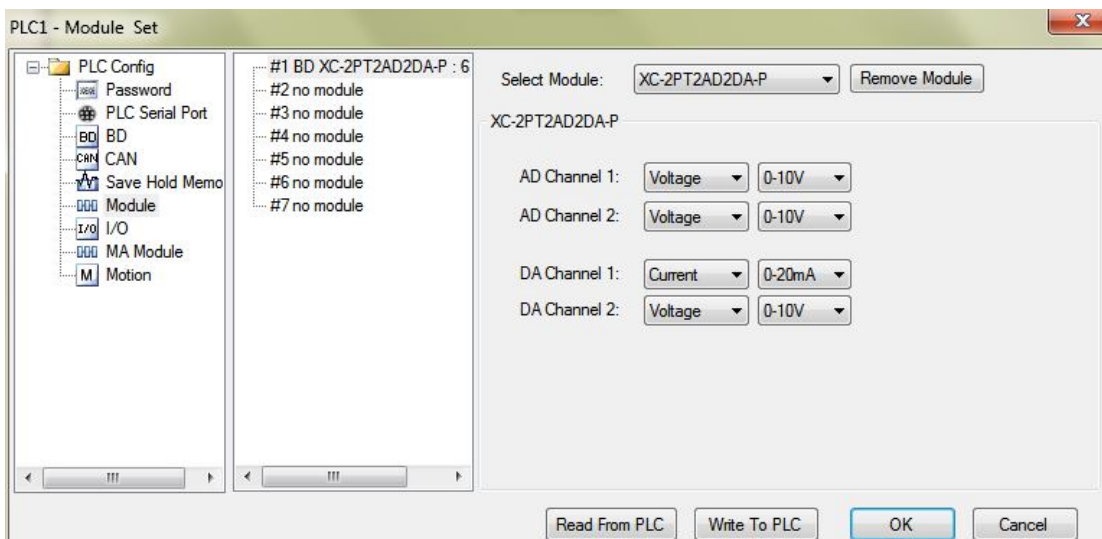 PLC1 - Module Set
X
PLC Config
Password
PLC Serial Port
BD BD
CAN CAN
Save Hold Memo
Module
I/O I/O
MA Module
M Motion
#1 BD XC-2PT2AD2DA-P : 6
#2 no module
#3 no module
#4 no module
#5 no module
#6 no module
#7 no module
Select Module: XC-2PT2AD2DA-P Remove Module
XC-2PT2AD2DA-P
AD Channel 1: Voltage 0-10V
AD Channel 2: Voltage 0-10V
DA Channel 1: Current 0-20mA
DA Channel 2: Voltage 0-10V
Read From PLC Write To PLC OK Cancel